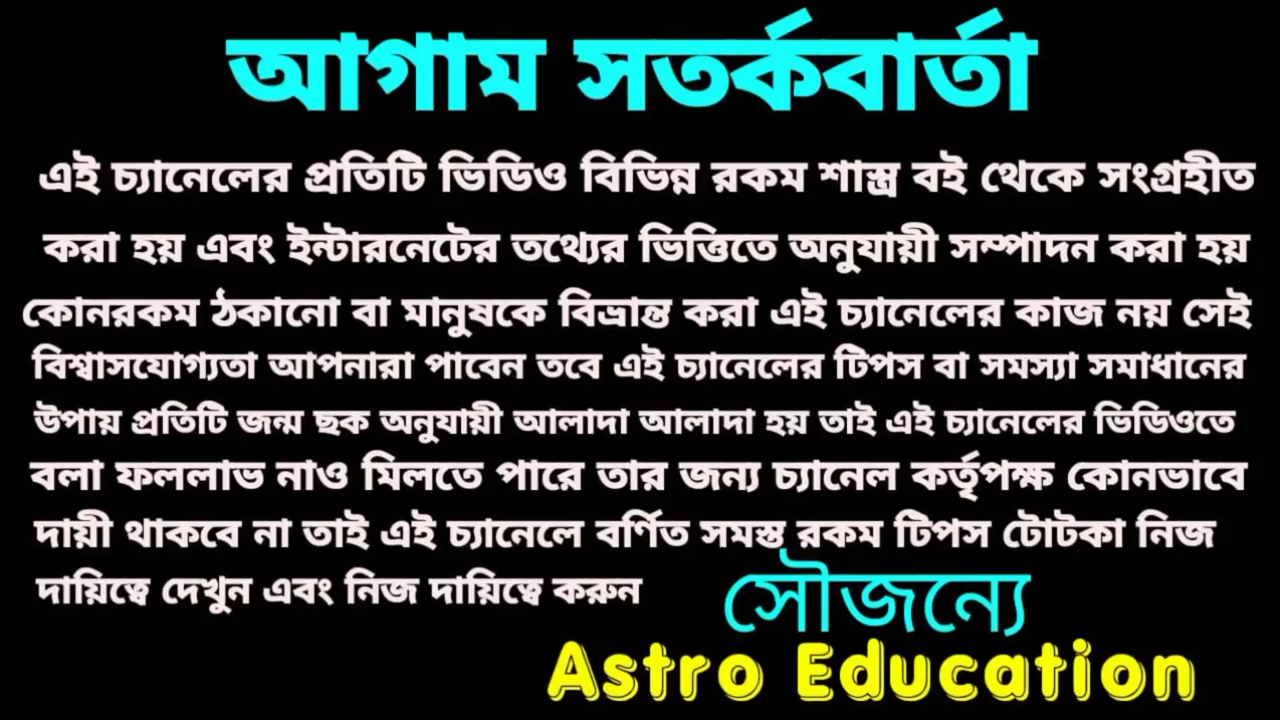 আগাম সতর্কবার্তা
এই চ্যানেলের প্রতিটি ভিডিও বিভিন্ন রকম শাস্ত্র বই থেকে সংগ্রহীত
করা হয় এবং ইন্টারনেটের তথ্যের ভিত্তিতে অনুযায়ী সম্পাদন করা হয়
কোনরকম ঠকানো বা মানুষকে বিভ্রান্ত করা এই চ্যানেলের কাজ নয় সেই
বিশ্বাসযোগ্যতা আপনারা পাবেন তবে এই চ্যানেলের টিপস বা সমস্যা সমাধানের
উপায় প্রতিটি জন্ম ছক অনুযায়ী আলাদা আলাদা হয় তাই এই চ্যানেলের ভিডিওতে
বলা ফললাভ নাও মিলতে পারে তার জন্য চ্যানেল কর্তৃপক্ষ কোনভাবে
দায়ী থাকবে না তাই এই চ্যানেলে বর্ণিত সমস্ত রকম টিপস টোটকা নিজ
দায়িত্বে দেখুন এবং নিজ দায়িত্বে করুন
সৌজন্যে
Astro Education